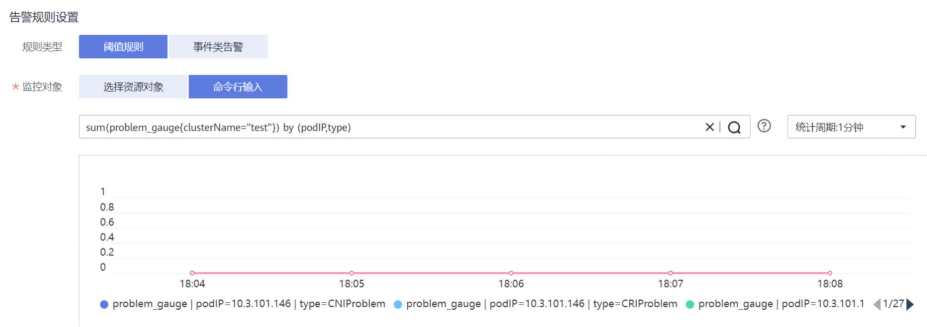 告警规则设置
规则类型 阈值规则 事件类告警
* 监控对象 选择资源对象 命令行输入
sum(problem_gauge{clusterName="test"}) by (podIP,type) 统计周期:1分钟
1
0.8
0.6
0.4
0.2
0
18:04 18:05 18:06 18:07 18:08
problem_gauge | podIP=10.3.101.146 | type=CNIProblem problem_gauge | podIP=10.3.101.146 | type=CRIProblem problem_gauge | podIP=10.3.101.1 1/27